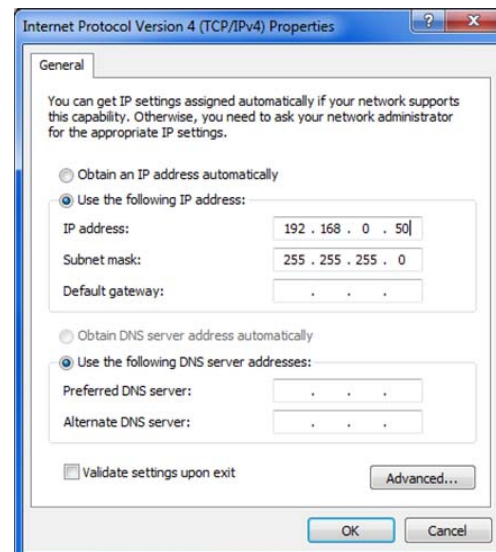 Internet Protocol Version 4 (TCP/IPv4) Properties
General
You can get IP settings assigned automatically if your network supports
this capability. Otherwise, you need to ask your network administrator
for the appropriate IP settings.
Obtain an IP address automatically
Use the following IP address:
IP address: 192 . 168 . 0 . 50
Subnet mask: 255 . 255 . 255 . 0
Default gateway: . . .
Obtain DNS server address automatically
Use the following DNS server addresses:
Preferred DNS server: . . .
Alternate DNS server: . . .
Validate settings upon exit
Advanced...
OK Cancel